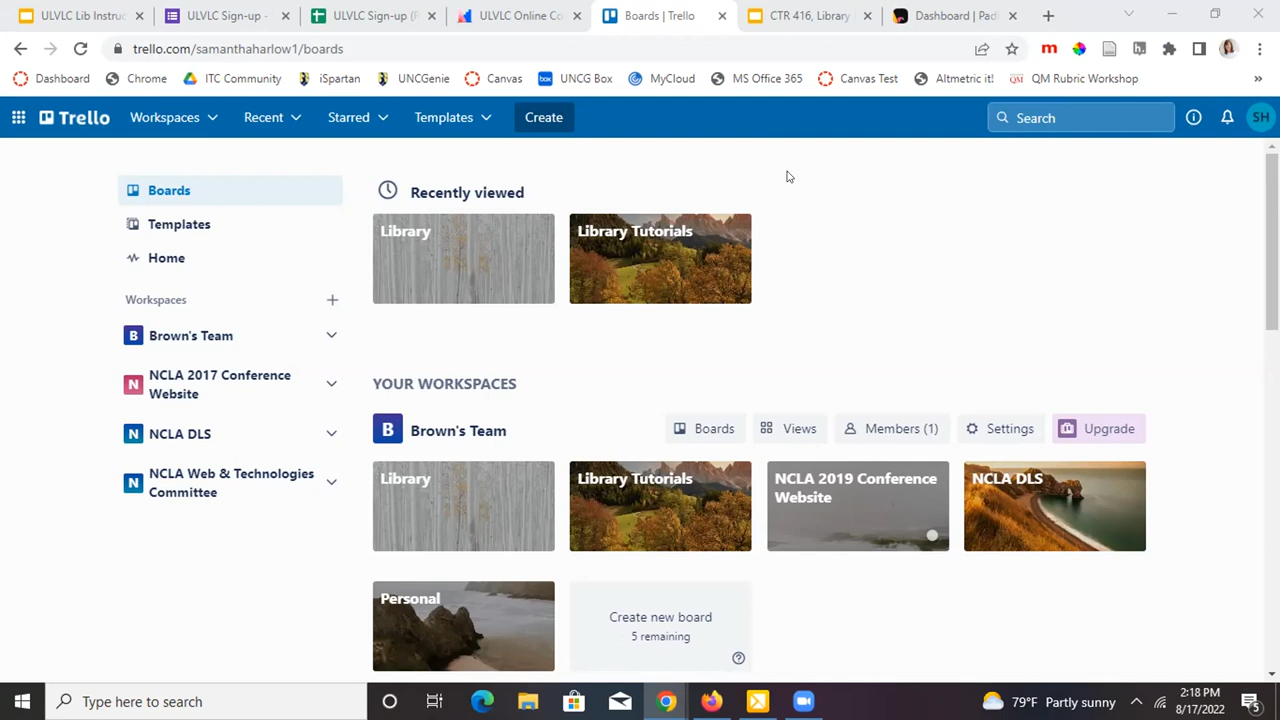 ULVLC Lib Instruc
ULVLC Sign-up -
ULVLC Sign-up (F
ULVLC Online Co
Boards | Trello
CTR 416, Library
Dashboard | Padl
trello.com/samanthaharlow1/boards
Dashboard
Chrome
ITC Community
iSpartan
UNCGenie
Canvas
UNCG Box
MyCloud
MS Office 365
Canvas Test
Altmetric it!
QM Rubric Workshop
Trello
Workspaces
Recent
Starred
Templates
Create
Search
SH
Boards
Templates
Home
Workspaces
B Brown's Team
N NCLA 2017 Conference
Website
N NCLA DLS
N NCLA Web & Technologies
Committee
Recently viewed
Library
Library Tutorials
YOUR WORKSPACES
B Brown's Team
Boards
Views
Members (1)
Settings
Upgrade
Library
Library Tutorials
NCLA 2019 Conference
Website
NCLA DLS
Personal
Create new board
5 remaining
Type here to search
79°F Partly sunny
2:18 PM
8/17/2022
5